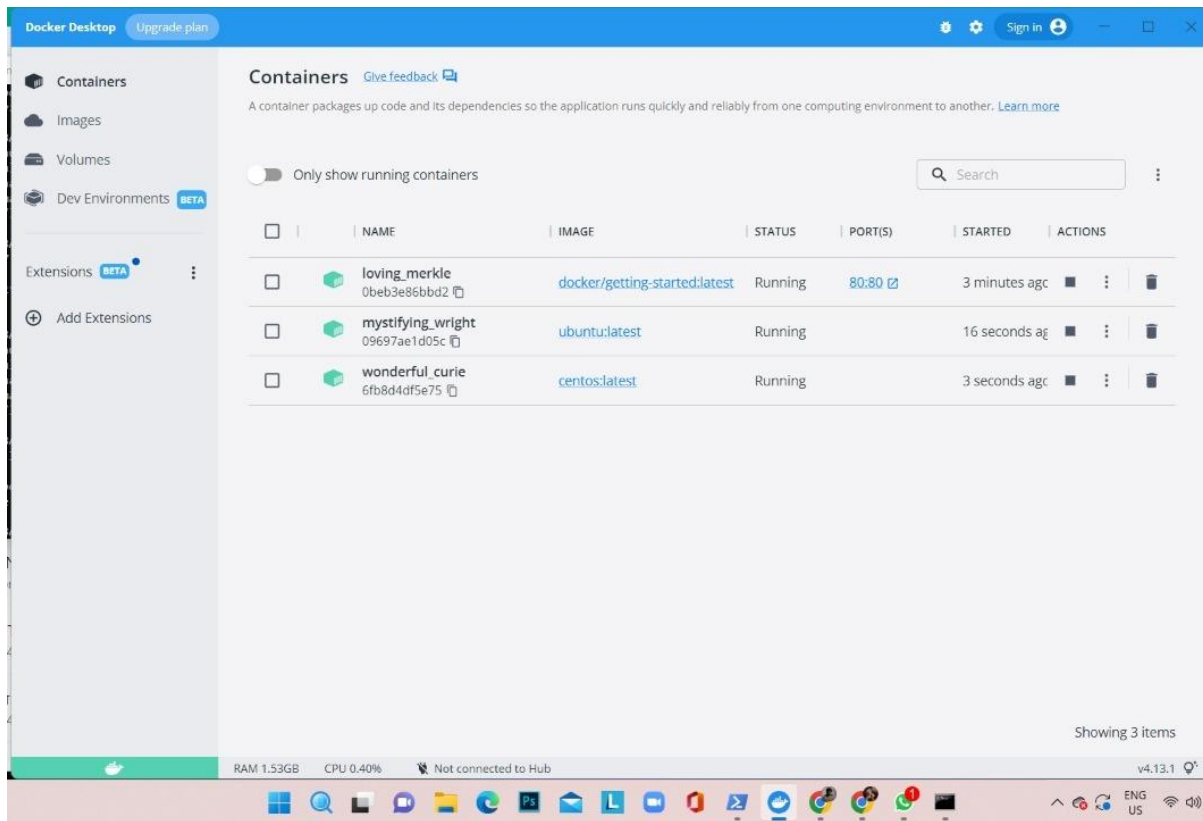 Docker Desktop Upgrade plan Sign in
Containers
Images
Volumes
Dev Environments BETA
Extensions BETA
Add Extensions
Containers Give feedback
A container packages up code and its dependencies so the application runs quickly and reliably from one computing environment to another. Learn more
Only show running containers Search
NAME IMAGE STATUS PORT(S) STARTED ACTIONS
loving_merkle docker/getting-started:latest Running 80:80 3 minutes agc
0beb3e86bbd2
mystifying_wright ubuntu:latest Running 16 seconds ag
09697ae1d05c
wonderful_curie centos:latest Running 3 seconds agc
6fb8d4df5e75
Showing 3 items
RAM 1.53GB CPU 0.40% Not connected to Hub v4.13.1
Ps L 1
ENG
US